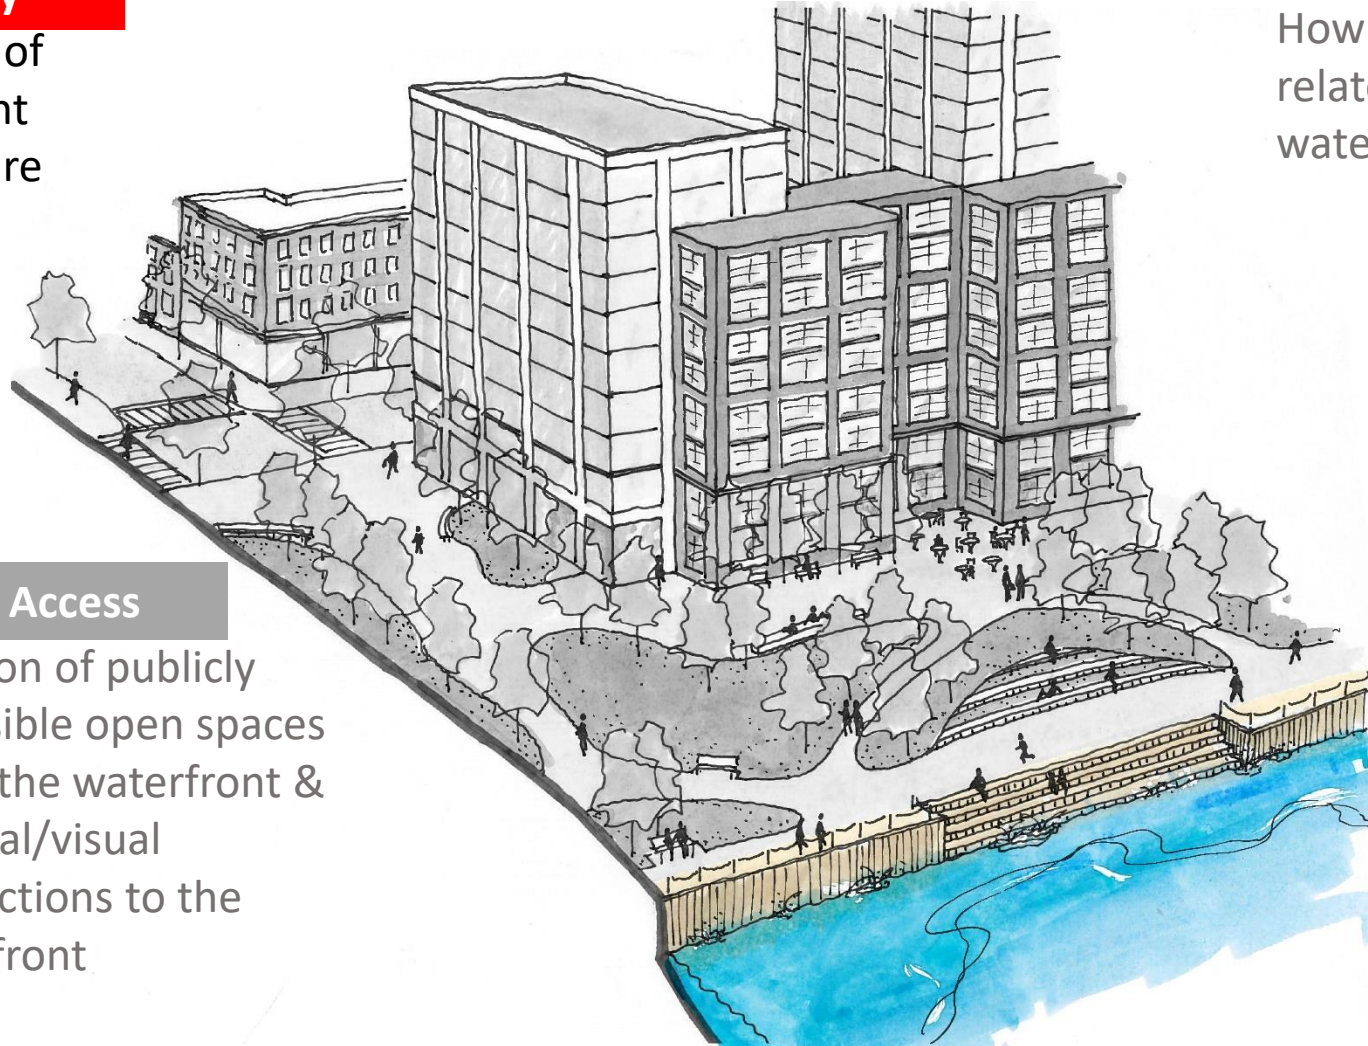 y
of
nt
re
Access
on of publicly
sible open spaces
the waterfront &
al/visual
ctions to the
front
How
relat
wate